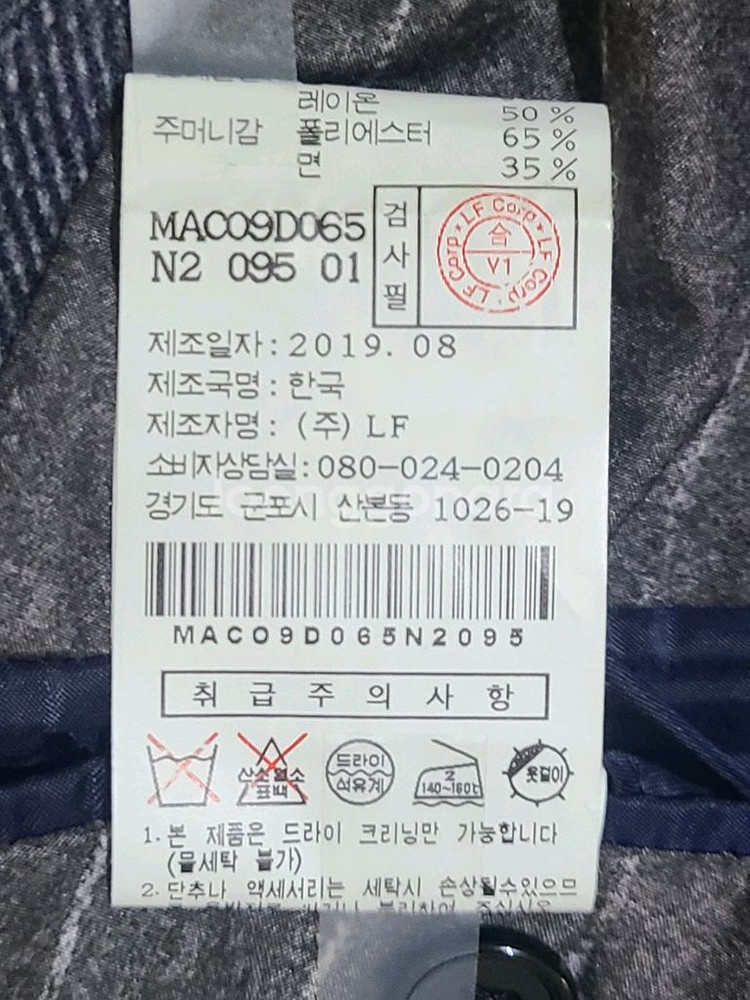 레이온 50%
주머니감 폴리에스터 65%
면 35%
MACO9D065
N2 095 01
검사필
LF Corp LF Corp LF Corp
合
V1
제조일자: 2019. 08
제조국명: 한국
제조자명: (주) LF
소비자상담실: 080-024-0204
경기도 군포시 산본동 1026-19
MACO9D065N2095
취급주의사항
산소염소
표백
드라이
석유계
2
140~160℃
옷걸이
1. 본 제품은 드라이 크리닝만 가능합니다
(물세탁 불가)
2. 단추나 액세서리는 세탁시 손상될수있으므